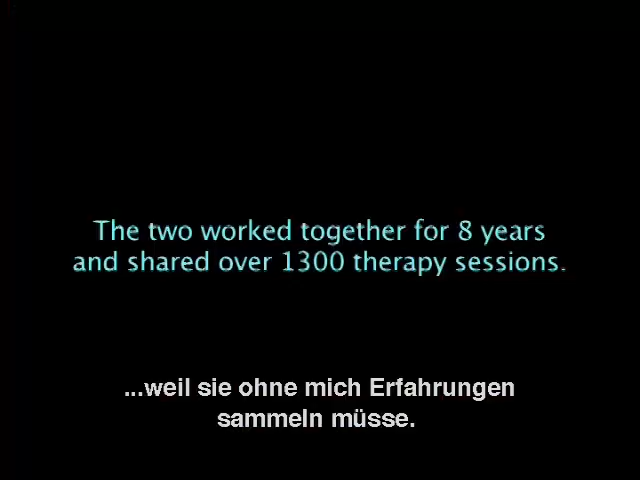 The two worked together for 8 years
and shared over 1300 therapy sessions.
...weil sie ohne mich Erfahrungen
sammeln müsse.